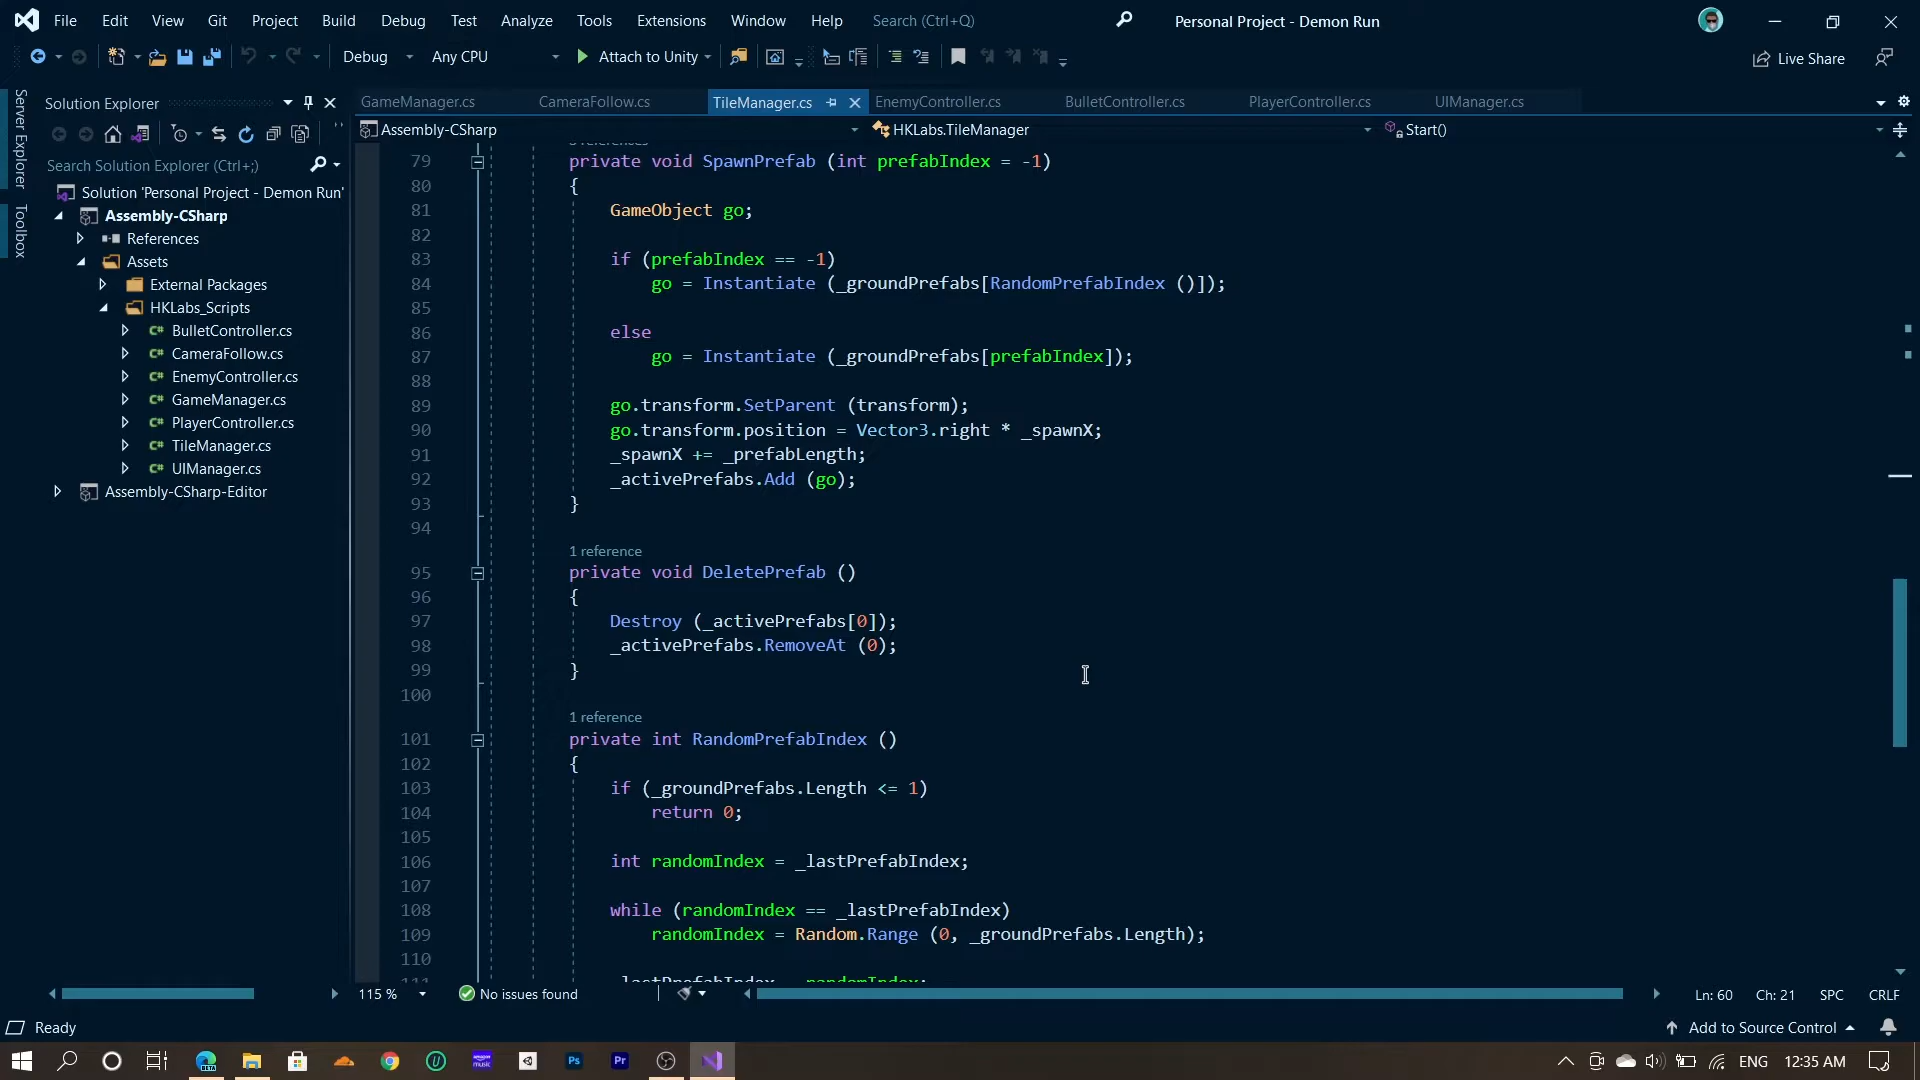 File Edit View Git Project Build Debug Test Analyze Tools Extensions Window Help Search (Ctrl+Q) Personal Project - Demon Run
Debug Any CPU Attach to Unity Live Share
Server Explorer
Toolbox
Solution Explorer
Search Solution Explorer (Ctrl+;)
Solution 'Personal Project - Demon Run'
Assembly-CSharp
References
Assets
External Packages
HKLabs_Scripts
C# BulletController.cs
C# CameraFollow.cs
C# EnemyController.cs
C# GameManager.cs
C# PlayerController.cs
C# TileManager.cs
C# UIManager.cs
Assembly-CSharp-Editor
GameManager.cs CameraFollow.cs TileManager.cs EnemyController.cs BulletController.cs PlayerController.cs UIManager.cs
Assembly-CSharp HKLabs.TileManager Start()
79 private void SpawnPrefab (int prefabIndex = -1)
80 {
81 GameObject go;
82
83 if (prefabIndex == -1)
84 go = Instantiate (_groundPrefabs[RandomPrefabIndex ()]);
85
86 else
87 go = Instantiate (_groundPrefabs[prefabIndex]);
88
89 go.transform.SetParent (transform);
90 go.transform.position = Vector3.right * _spawnX;
91 _spawnX += _prefabLength;
92 _activePrefabs.Add (go);
93 }
94
1 reference
95 private void DeletePrefab ()
96 {
97 Destroy (_activePrefabs[0]);
98 _activePrefabs.RemoveAt (0);
99 }
100
1 reference
101 private int RandomPrefabIndex ()
102 {
103 if (_groundPrefabs.Length <= 1)
104 return 0;
105
106 int randomIndex = _lastPrefabIndex;
107
108 while (randomIndex == _lastPrefabIndex)
109 randomIndex = Random.Range (0, _groundPrefabs.Length);
110
115 % No issues found Ln: 60 Ch: 21 SPC CRLF
Ready Add to Source Control
BETA amazon music Ps Pr ENG 12:35 AM